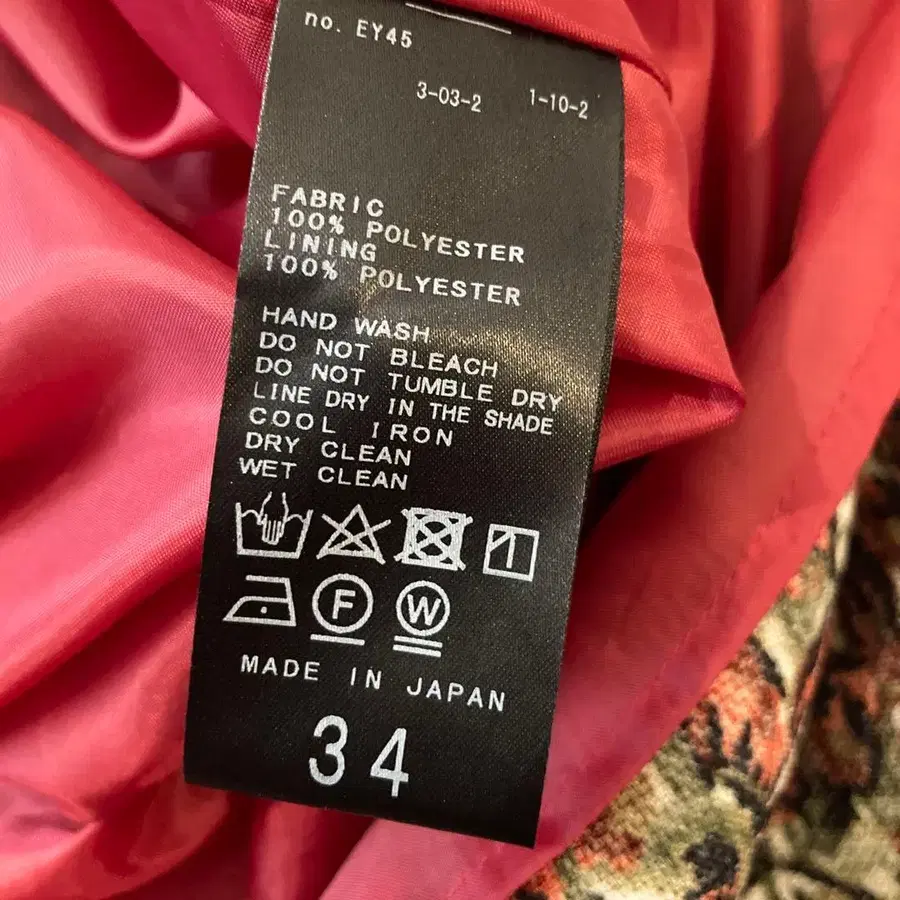 no. EY45
3-03-2 1-10-2
FABRIC
100% POLYESTER
LINING
100% POLYESTER
HAND WASH
DO NOT BLEACH
DO NOT TUMBLE DRY
LINE DRY IN THE SHADE
COOL IRON
DRY CLEAN
WET CLEAN
F W
MADE IN JAPAN
34